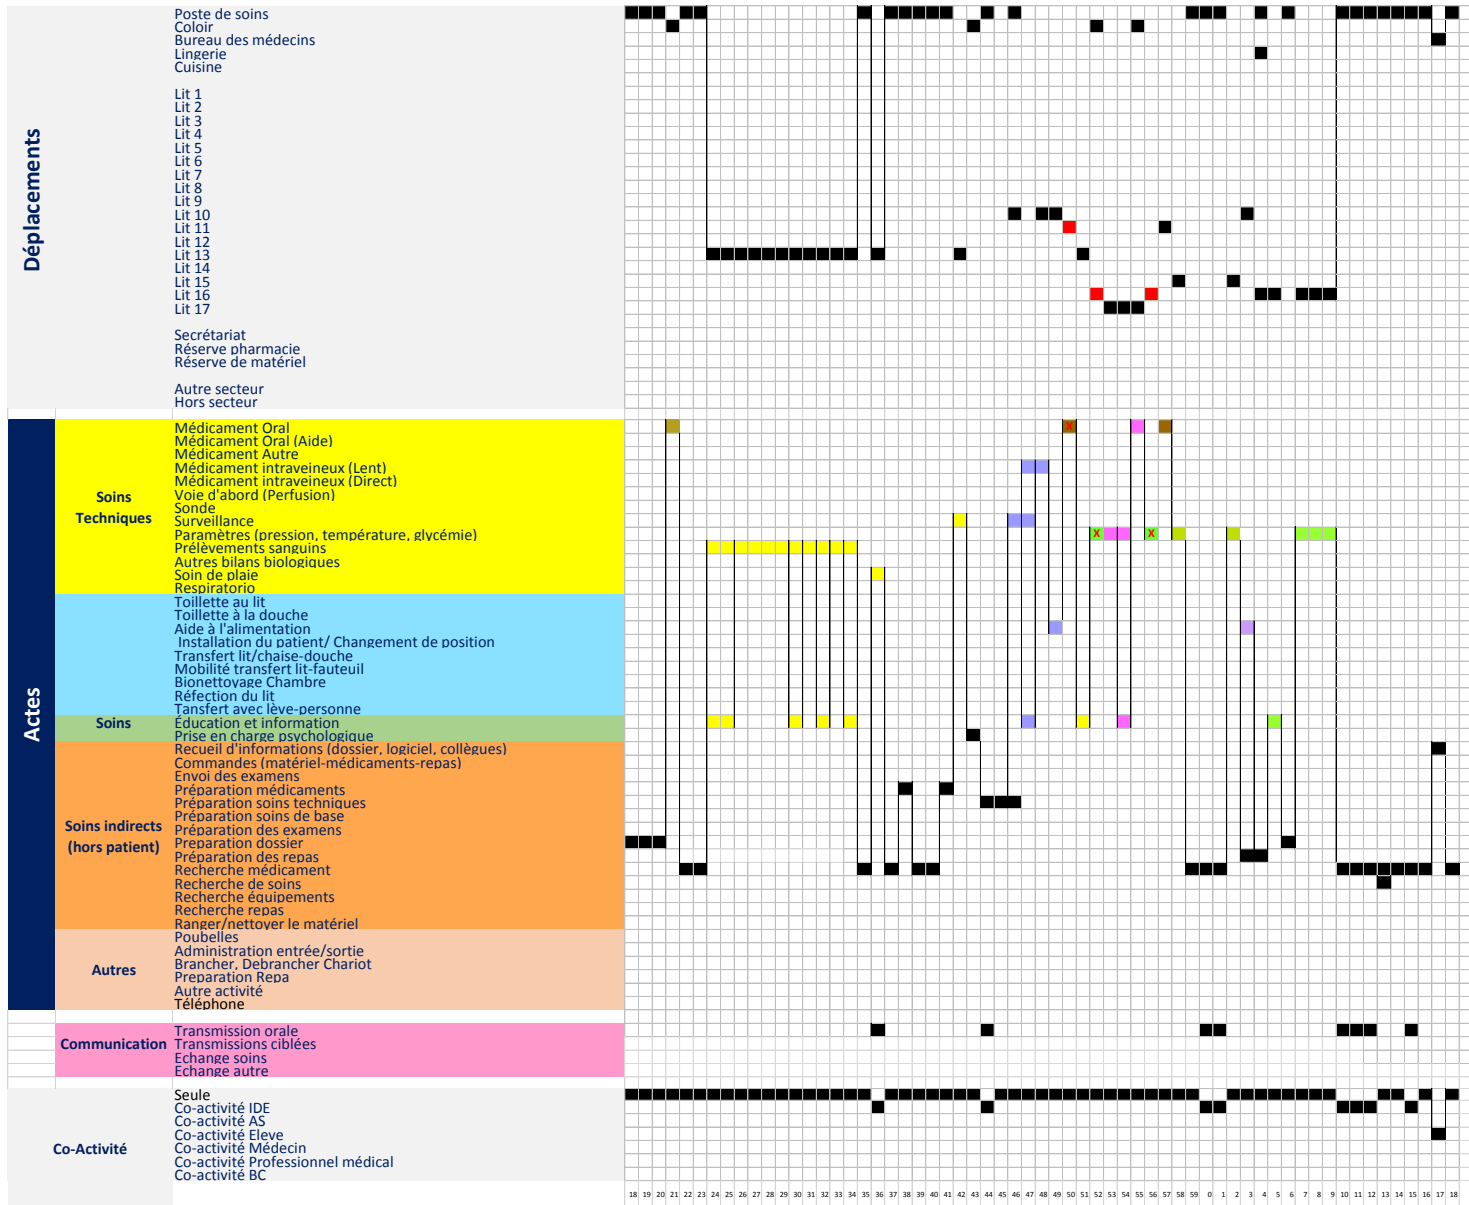 Déplacements
Poste de soins
Coloir
Bureau des médecins
Lingerie
Cuisine
Lit 1
Lit 2
Lit 3
Lit 4
Lit 5
Lit 6
Lit 7
Lit 8
Lit 9
Lit 10
Lit 11
Lit 12
Lit 13
Lit 14
Lit 15
Lit 16
Lit 17
Secrétariat
Réserve pharmacie
Réserve de matériel
Autre secteur
Hors secteur
Actes
Soins
Techniques
Médicament Oral
Médicament Oral (Aide)
Médicament Autre
Médicament intraveineux (Lent)
Médicament intraveineux (Direct)
Voie d'abord (Perfusion)
Sonde
Surveillance
Paramètres (pression, température, glycémie)
Prélèvements sanguins
Autres bilans biologiques
Soin de plaie
Respiratorio
X
X
X
Toillette au lit
Toillette à la douche
Aide à l'alimentation
Installation du patient/ Changement de position
Transfert lit/chaise-douche
Mobilité transfert lit-fauteuil
Bionettoyage Chambre
Réfection du lit
Tansfert avec lève-personne
Soins
Éducation et information
Prise en charge psychologique
Soins indirects
(hors patient)
Recueil d'informations (dossier, logiciel, collègues)
Commandes (matériel-médicaments-repas)
Envoi des examens
Préparation médicaments
Préparation soins techniques
Préparation soins de base
Préparation des examens
Preparation dossier
Préparation des repas
Recherche médicament
Recherche de soins
Recherche équipements
Recherche repas
Ranger/nettoyer le matériel
Autres
Poubelles
Administration entrée/sortie
Brancher, Debrancher Chariot
Preparation Repa
Autre activité
Téléphone
Communication
Transmission orale
Transmissions ciblées
Echange soins
Echange autre
Co-Activité
Seule
Co-activité IDE
Co-activité AS
Co-activité Eleve
Co-activité Médecin
Co-activité Professionnel médical
Co-activité BC
18 19 20 21 22 23 24 25 26 27 28 29 30 31 32 33 34 35 36 37 38 39 40 41 42 43 44 45 46 47 48 49 50 51 52 53 54 55 56 57 58 59 0 1 2 3 4 5 6 7 8 9 10 11 12 13 14 15 16 17 18